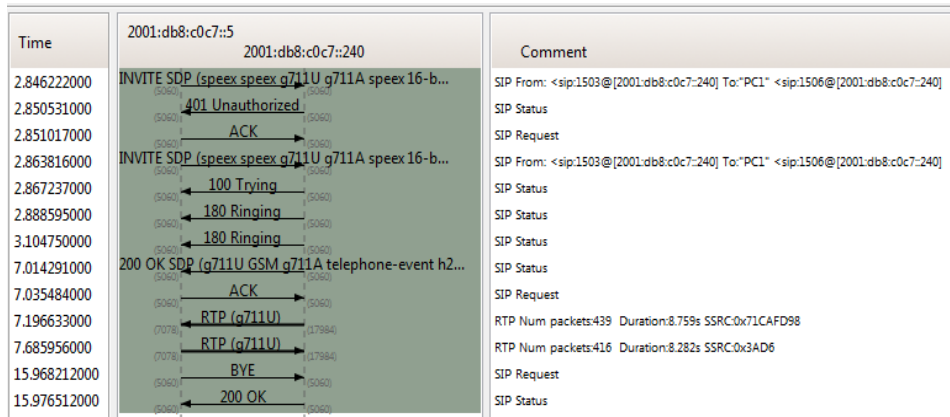 Time 2001:db8:c0c7::5 2001:db8:c0c7::240 Comment
2.846222000 INVITE SDP (speex speex g711U g711A speex 16-b... SIP From: <sip:1503@[2001:db8:c0c7::240] To:"PC1" <sip:1506@[2001:db8:c0c7::240]
(5060) (5060)
2.850531000 401 Unauthorized SIP Status
(5060) (5060)
2.851017000 ACK SIP Request
(5060) (5060)
2.863816000 INVITE SDP (speex speex g711U g711A speex 16-b... SIP From: <sip:1503@[2001:db8:c0c7::240] To:"PC1" <sip:1506@[2001:db8:c0c7::240]
(5060) (5060)
2.867237000 100 Trying SIP Status
(5060) (5060)
2.888595000 180 Ringing SIP Status
(5060) (5060)
3.104750000 180 Ringing SIP Status
(5060) (5060)
7.014291000 200 OK SDP (g711U GSM g711A telephone-event h2... SIP Status
(5060) (5060)
7.035484000 ACK SIP Request
(5060) (5060)
7.196633000 RTP (g711U) RTP Num packets:439 Duration:8.759s SSRC:0x71CAFD98
(7078) (17984)
7.685956000 RTP (g711U) RTP Num packets:416 Duration:8.282s SSRC:0x3AD6
(7078) (17984)
15.968212000 BYE SIP Request
(5060) (5060)
15.976512000 200 OK SIP Status
(5060) (5060)